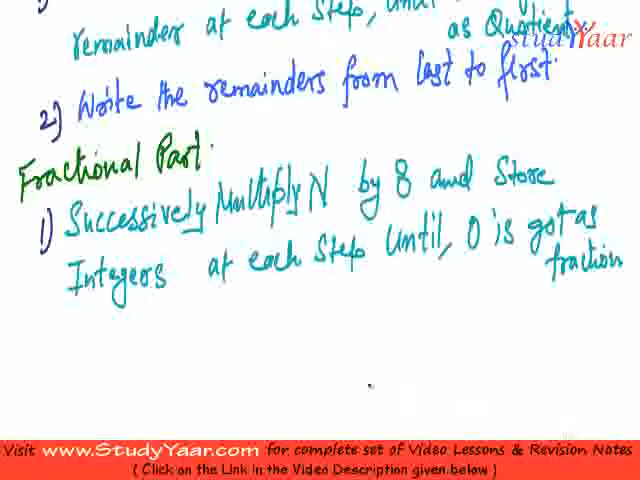 remainder at each Step, Until
as Quotient.
studyYaar
2) Write the remainders from last to first.
Fractional Part.
1) Successively Multiply N by 8 and Store
Integers at each Step Until, 0 is got as
fraction
Visit www.StudyYaar.com for complete set of Video Lessons & Revision Notes
( Click on the Link in the Video Description given below )